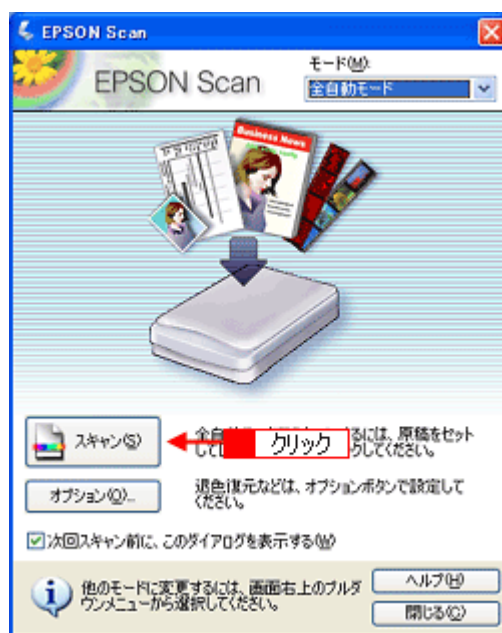 EPSON Scan
EPSON Scan
モード(M):
全自動モード
Business News
スキャン(S)
クリック
には、原稿をセット
してください。
オプション(O)...
退色復元などは、オプションボタンで設定して
ください。
次回スキャン前に、このダイアログを表示する(W)
他のモードに変更するには、画面右上のプルダ
ウンメニューから選択してください。
ヘルプ(H)
閉じる(C)